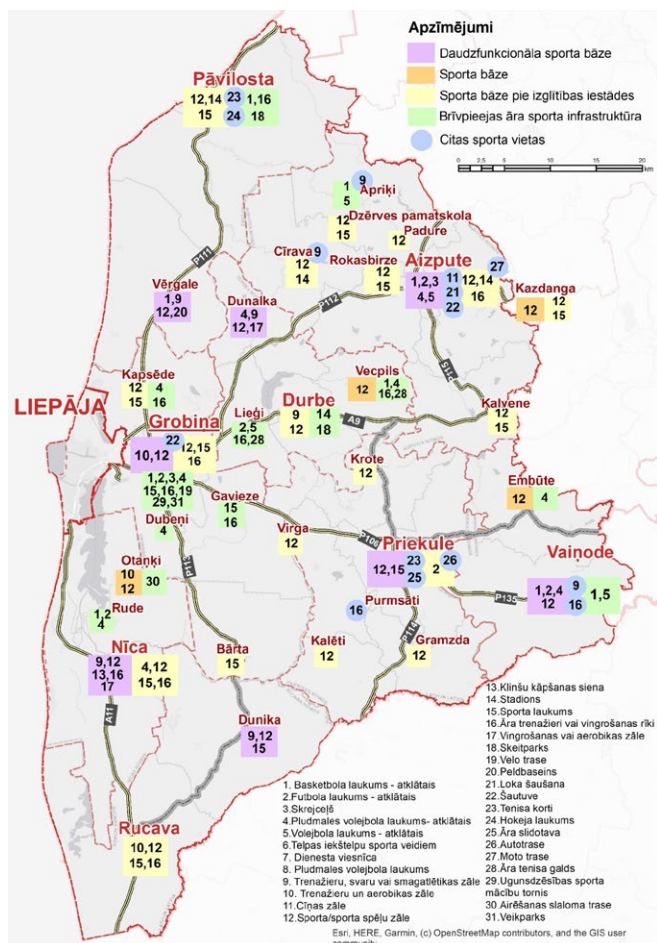 Apzīmējumi
Daudzfunkcionāla sporta bāze
Sporta bāze
Sporta bāze pie izglītības iestādes
Brīvpieejas āra sporta infrastruktūra
Citas sporta vietas
0 2,5 5 10 15 20
km
Pāvilosta
12,14
15
23
24
1,16
18
9
1
5
Apriķi
Dzērves pamatskola
12
15
Padure
12
Cīrava
9
12
14
Rokasbirze
12
15
Aizpute
1,2,3
4,5
11
21
22
12,14
16
27
Kazdanga
12
12
15
P111
Vērgale
1,9
12,20
Dunalka
4,9
12,17
P112
P115
Kapsēde
12
15
4
16
Vecpils
12
1,4
16,28
LIEPĀJA
Grobiņa
22
10,12
12,15
16
Lieģi
2,5
16,28
Durbe
9
12
14
18
A9
Kalvene
12
15
Krote
12
1,2,3,4
15,16,19
29,31
Dubeņi
4
Gavieze
15
16
Embūte
12
4
Virga
12
P106
Priekule
12,15
23
25
2
26
Vaiņode
1,2,4
12
9
16
1,5
P135
P113
Otaņķi
10
12
30
Rude
1,2
4
16
Purmsāti
P114
Nīca
9,12
13,16
17
4,12
15,16
Bārta
15
Kalēti
12
Gramzda
12
A11
Dunika
9,12
15
Rucava
10,12
15,16
1. Basketbola laukums - atklātais
2.Futbola laukums - atklātais
3.Skrejceļš
4.Pludmales volejbola laukums- atklātais
5.Volejbola laukums - atklātais
6.Telpas iekštelpu sporta veidiem
7. Dienesta viesnīca
8. Pludmales volejbola laukums
9. Trenažieru, svaru vai smagatlētikas zāle
10. Trenažieru un aerobikas zāle
11.Cīņas zāle
12.Sporta/sporta spēļu zāle
13.Klinšu kāpšanas siena
14.Stadions
15.Sporta laukums
16.Āra trenažieri vai vingrošanas rīki
17 Vingrošanas vai aerobikas zāle
18.Skeitparks
19.Velo trase
20.Peldbaseins
21.Loka šaušana
22.Šautuve
23.Tenisa korti
24.Hokeja laukums
25.Āra slidotava
26.Autotrase
27.Moto trase
28.Āra tenisa galds
29.Ugunsdzēsības sporta
mācību tornis
30 Airēšanas slaloma trase
31.Veikparks
Esri, HERE, Garmin, (c) OpenStreetMap contributors, and the GIS user
community